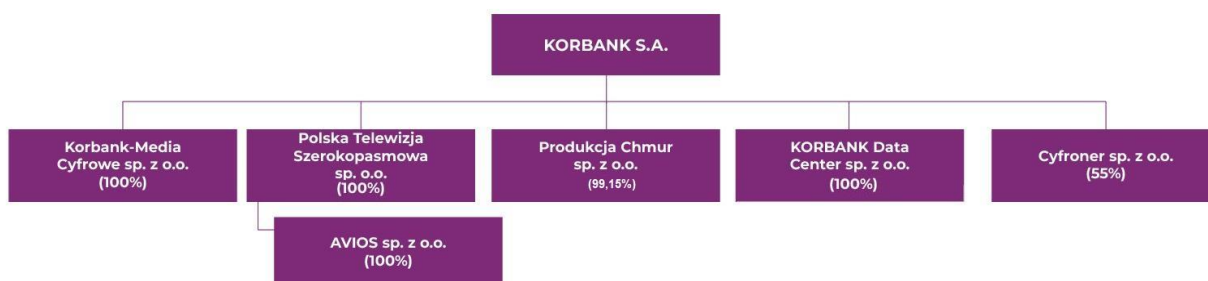 KORBANK S.A.
Korbank-Media
Cyfrowe sp. z o.o.
(100%)
Polska Telewizja
Szerokopasmowa
sp. o.o.
(100%)
Produkcja Chmur
sp. z o.o.
(99,15%)
KORBANK Data
Center sp. z o.o.
(100%)
Cyfroner sp. z o.o.
(55%)
AVIOS sp. z o.o.
(100%)